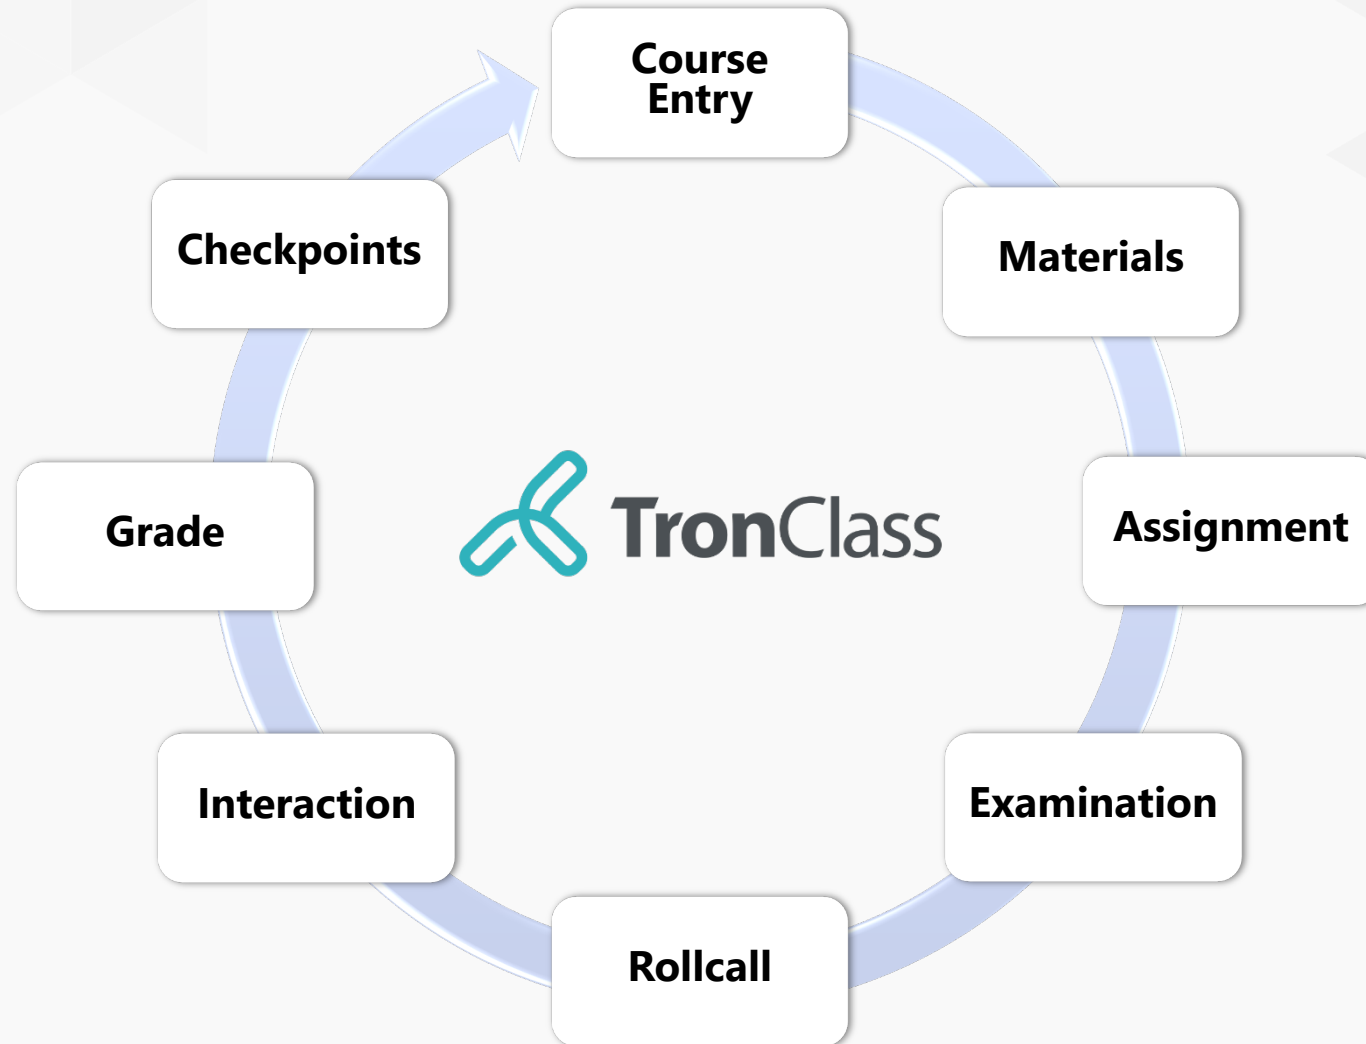 Course
Entry
Materials
Assignment
Examination
Rollcall
Interaction
Grade
Checkpoints
TronClass